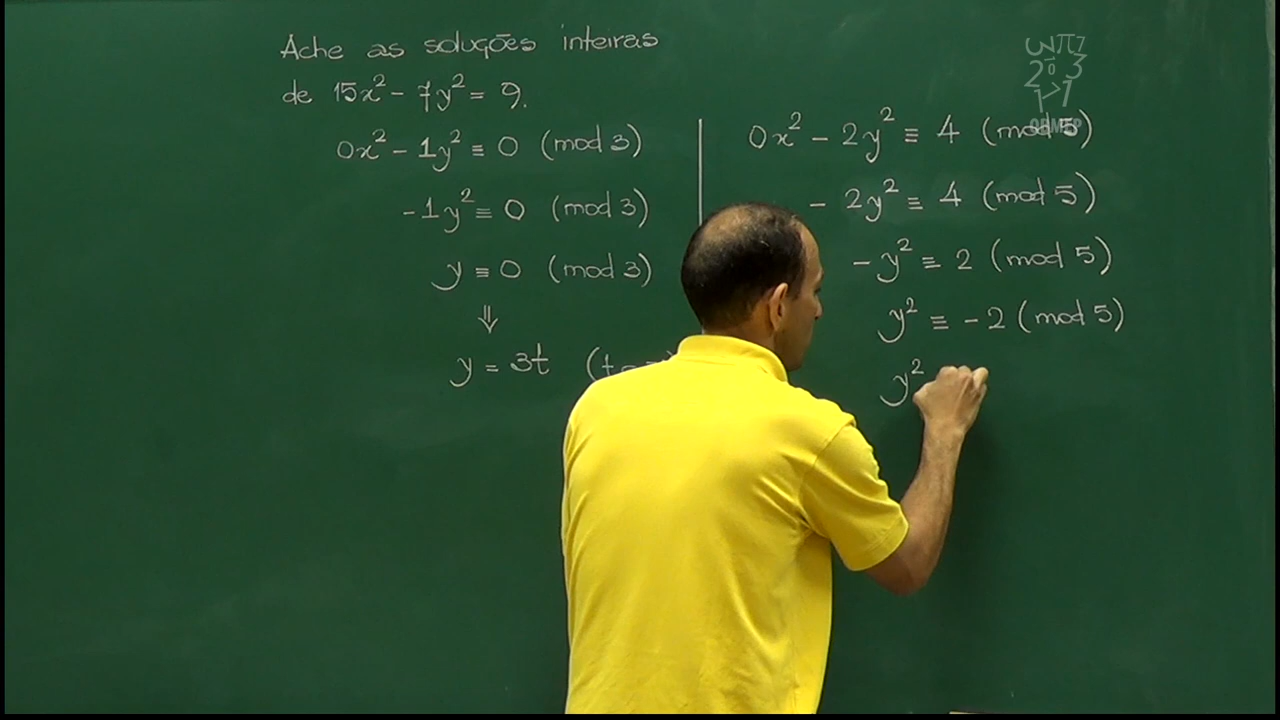 Ache as soluções inteiras
de 15x² - 7y² = 9.
0x² - 1y² ≡ 0 (mod 3)
-1y² ≡ 0 (mod 3)
y ≡ 0 (mod 3)
⇓
y = 3t (t
0x² - 2y² ≡ 4 (mod 5)
- 2y² ≡ 4 (mod 5)
- y² ≡ 2 (mod 5)
y² ≡ -2 (mod 5)
y²
OBMEP